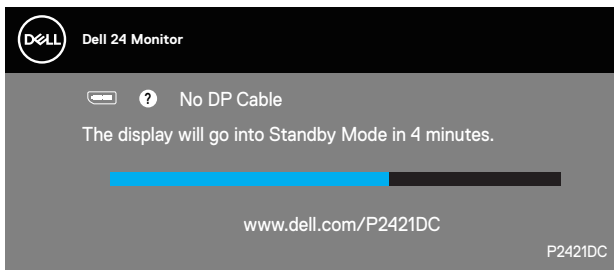 DELL Dell 24 Monitor
? No DP Cable
The display will go into Standby Mode in 4 minutes.
www.dell.com/P2421DC
P2421DC